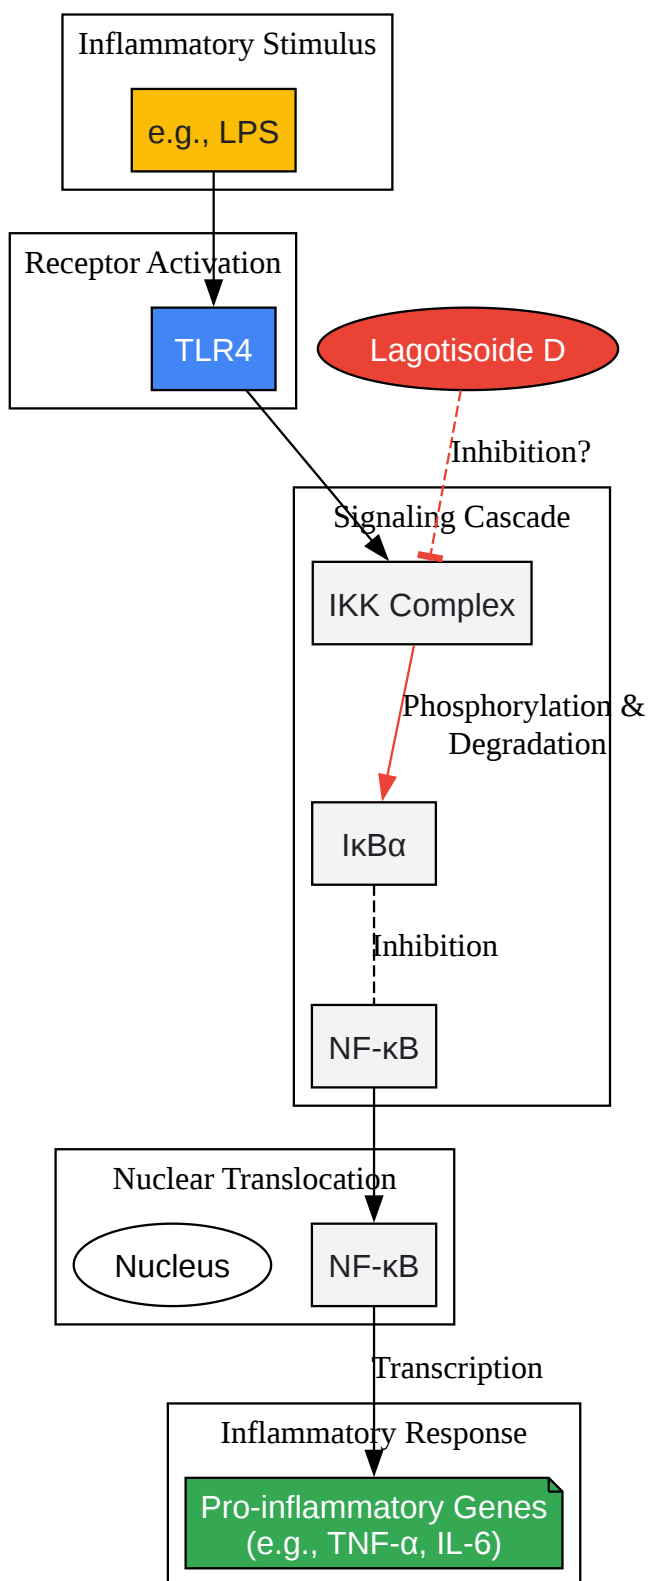 Inflammatory Stimulus
e.g., LPS
Receptor Activation
TLR4
Lagotisoide D
Inhibition?
Signaling Cascade
IKK Complex
Phosphorylation &
Degradation
IκBα
Inhibition
NF-κB
Nuclear Translocation
Nucleus
NF-κB
Transcription
Inflammatory Response
Pro-inflammatory Genes
(e.g., TNF-α, IL-6)